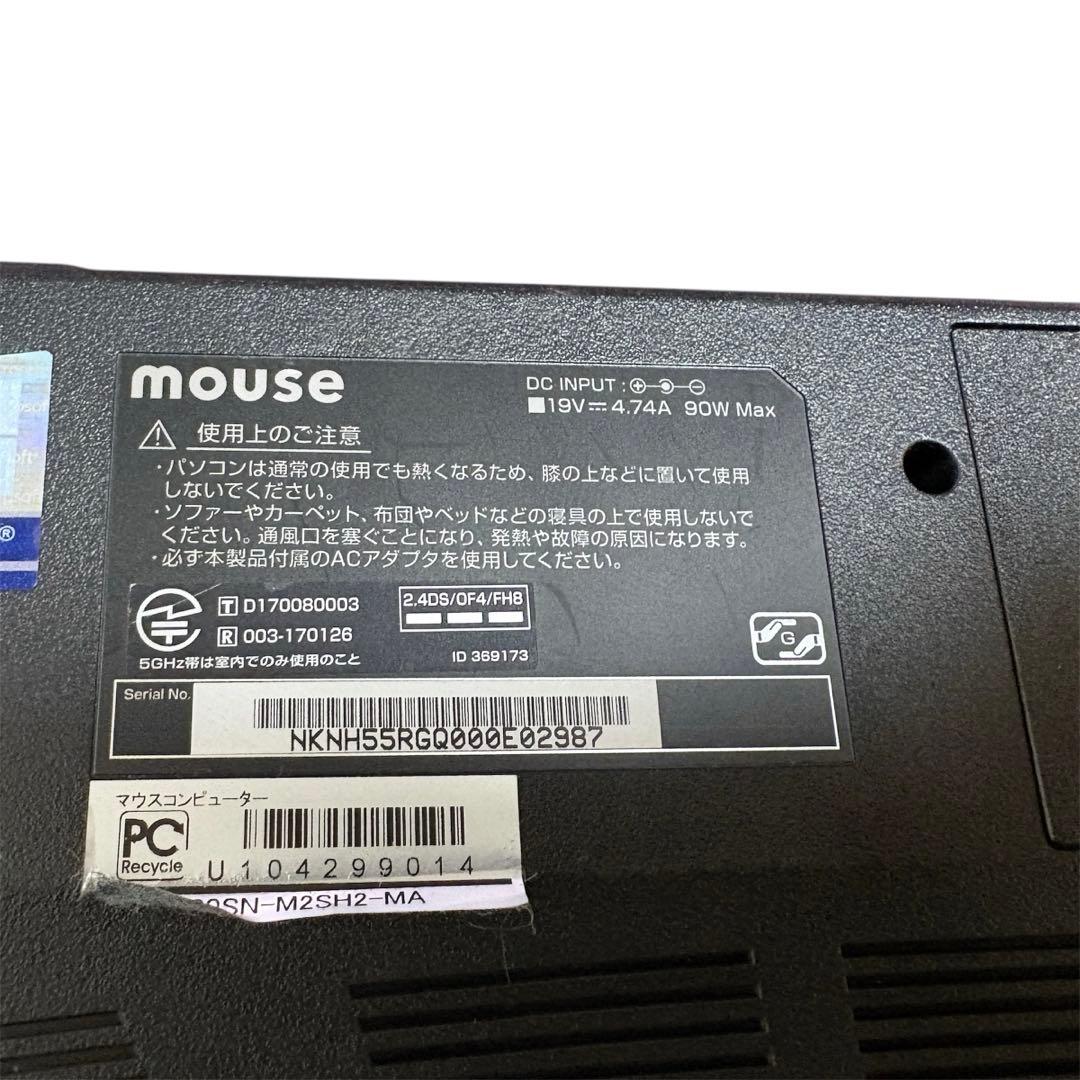 mouse
DC INPUT :
19V 4.74A 90W Max
使用上のご注意
・パソコンは通常の使用でも熱くなるため、膝の上などに置いて使用
しないでください。
・ソファーやカーペット、布団やベッドなどの寝具の上で使用しないで
ください。通風口を塞ぐことになり、発熱や故障の原因になります。
・必ず本製品付属のACアダプタを使用してください。
T D170080003
R 003-170126
5GHz帯は室内でのみ使用のこと
2.4DS/OF4/FH8
ID 369173
G
Serial No.
NKNH55RGQ000E02987
マウスコンピューター
PC
Recycle
U104299014
SN-M2SH2-MA
®